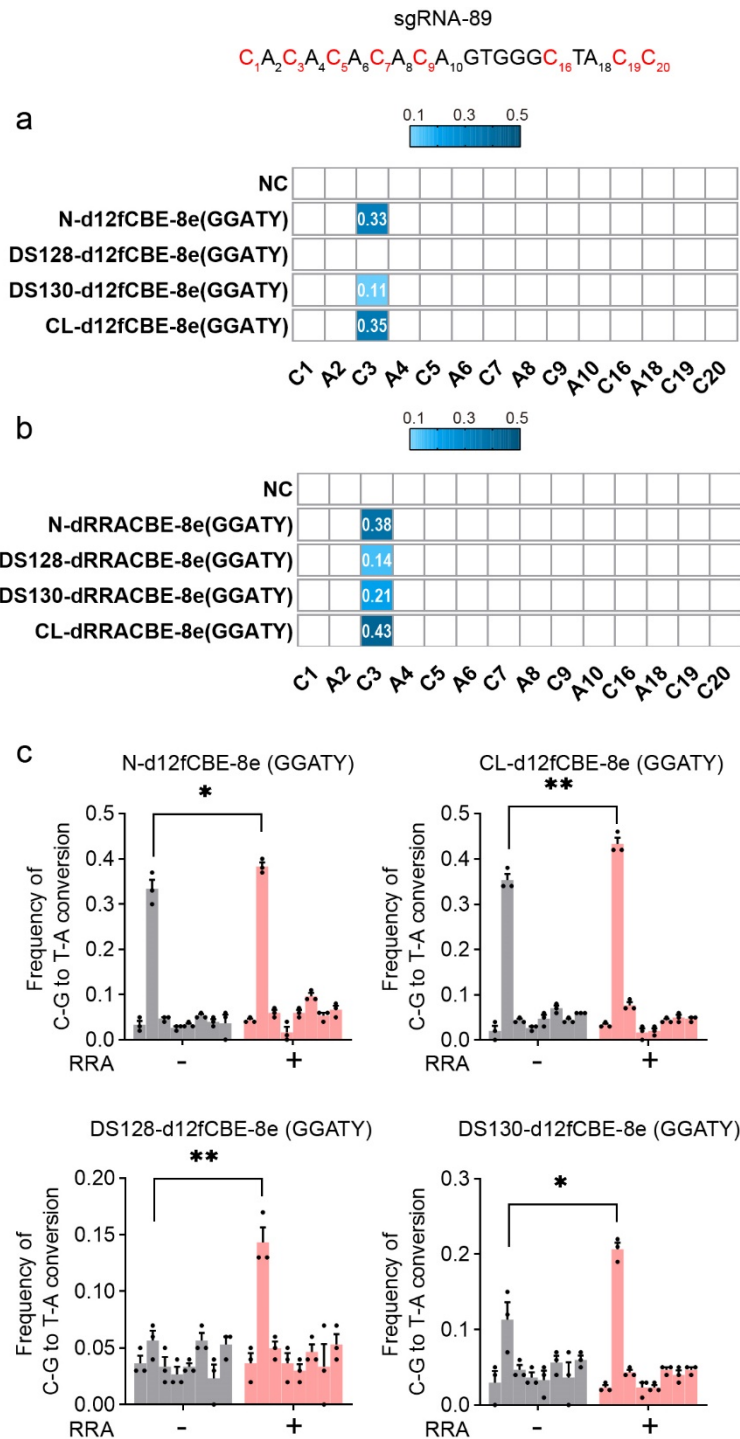 sgRNA-89
C1A2C3A4C5A6C7A8C9A10GTGGGC16TA18C19C20
a
0.1 0.3 0.5
NC
N-d12fCBE-8e(GGATY) 0.33
DS128-d12fCBE-8e(GGATY)
DS130-d12fCBE-8e(GGATY) 0.11
CL-d12fCBE-8e(GGATY) 0.35
C1 A2 C3 A4 C5 A6 C7 A8 C9 A10 C16 A18 C19 C20
b
0.1 0.3 0.5
NC
N-dRRACBE-8e(GGATY) 0.38
DS128-dRRACBE-8e(GGATY) 0.14
DS130-dRRACBE-8e(GGATY) 0.21
CL-dRRACBE-8e(GGATY) 0.43
C1 A2 C3 A4 C5 A6 C7 A8 C9 A10 C16 A18 C19 C20
c
N-d12fCBE-8e (GGATY)
*
Frequency of
C-G to T-A conversion
0.5
0.4
0.3
0.2
0.1
0.0
RRA - +
CL-d12fCBE-8e (GGATY)
**
Frequency of
C-G to T-A conversion
0.5
0.4
0.3
0.2
0.1
0.0
RRA - +
DS128-d12fCBE-8e (GGATY)
**
Frequency of
C-G to T-A conversion
0.20
0.15
0.10
0.05
0.00
RRA - +
DS130-d12fCBE-8e (GGATY)
*
Frequency of
C-G to T-A conversion
0.3
0.2
0.1
0.0
RRA - +